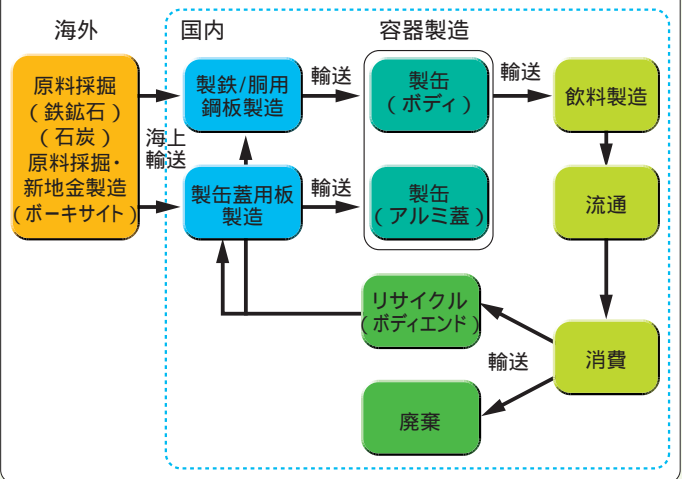 海外
国内
容器製造
原料採掘
(鉄鉱石)
(石炭)
原料採掘・
新地金製造
(ボーキサイト)
海上
輸送
製鉄/胴用
鋼板製造
輸送
製缶
(ボディ)
輸送
飲料製造
製缶蓋用板
製造
輸送
製缶
(アルミ蓋)
流通
リサイクル
(ボディエンド)
輸送
消費
廃棄